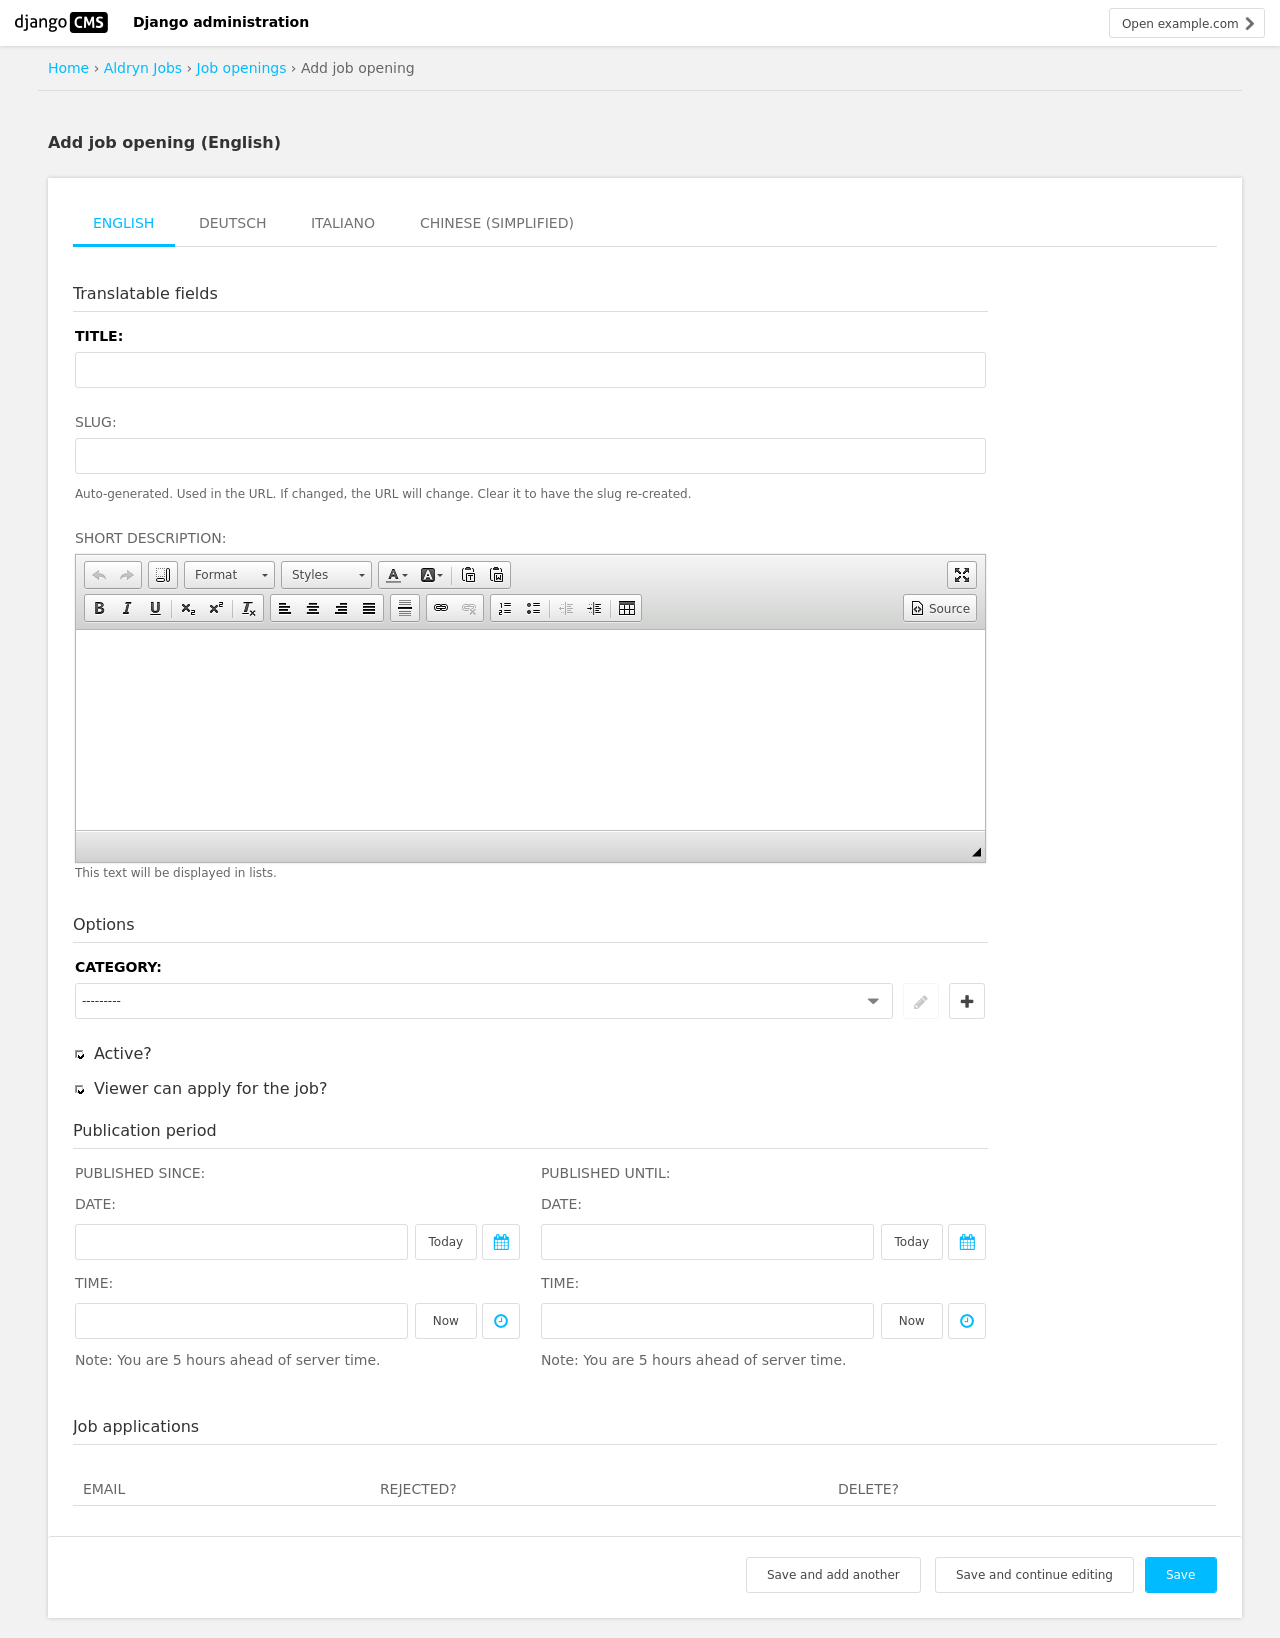 django CMS Django administration Open example.com
Home › Aldryn Jobs › Job openings › Add job opening
Add job opening (English)
ENGLISH DEUTSCH ITALIANO CHINESE (SIMPLIFIED)
Translatable fields
TITLE:
SLUG:
Auto-generated. Used in the URL. If changed, the URL will change. Clear it to have the slug re-created.
SHORT DESCRIPTION:
Format Styles
Source
This text will be displayed in lists.
Options
CATEGORY:
---------
Active?
Viewer can apply for the job?
Publication period
PUBLISHED SINCE: PUBLISHED UNTIL:
DATE: DATE:
Today Today
TIME: TIME:
Now Now
Note: You are 5 hours ahead of server time. Note: You are 5 hours ahead of server time.
Job applications
EMAIL REJECTED? DELETE?
Save and add another Save and continue editing Save